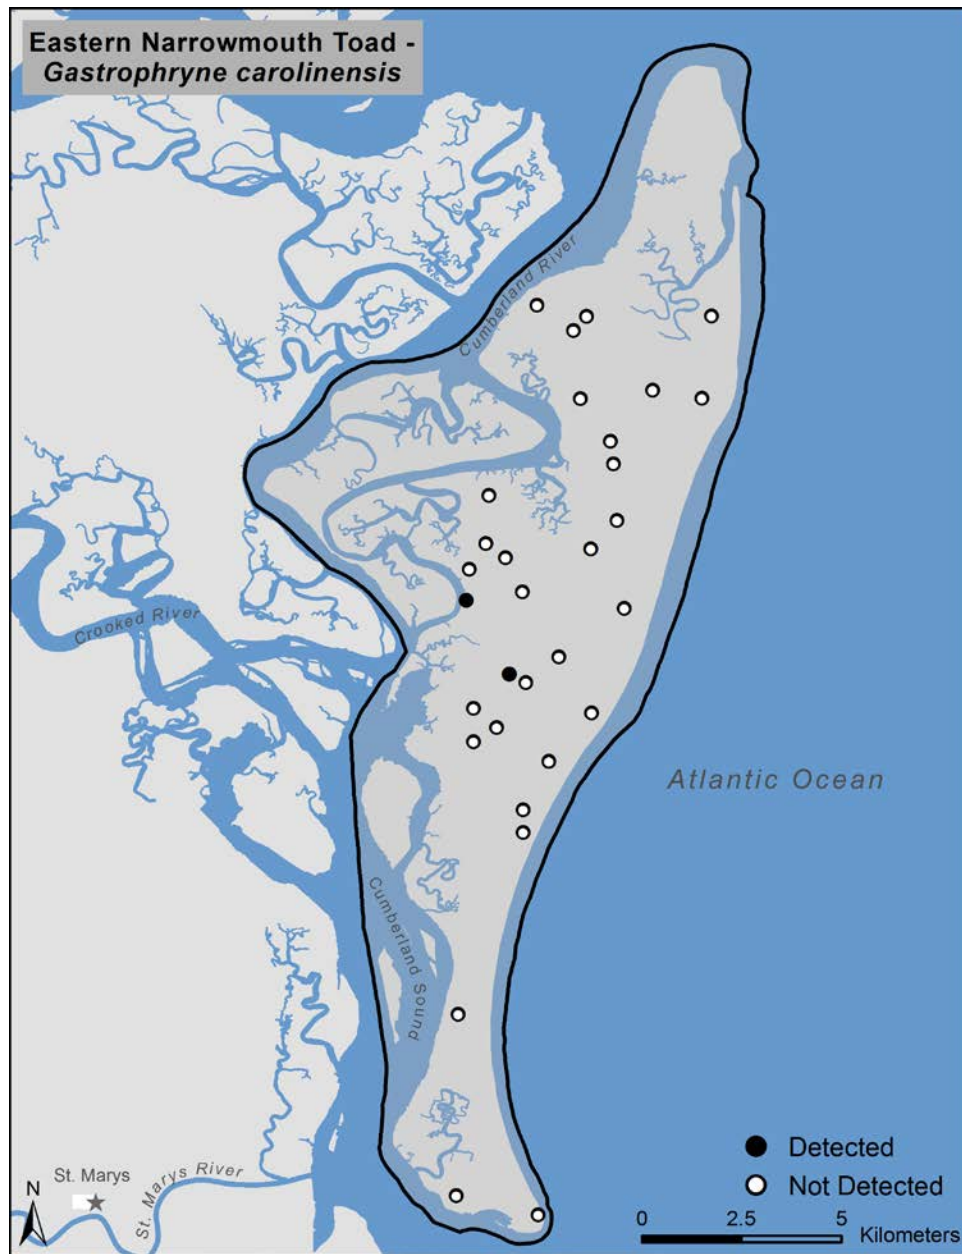 Eastern Narrowmouth Toad -
Gastrophryne carolinensis
Cumberland River
Crooked River
Atlantic Ocean
Cumberland Sound
Detected
Not Detected
St. Marys
St. Marys River
N
0 2.5 5
Kilometers